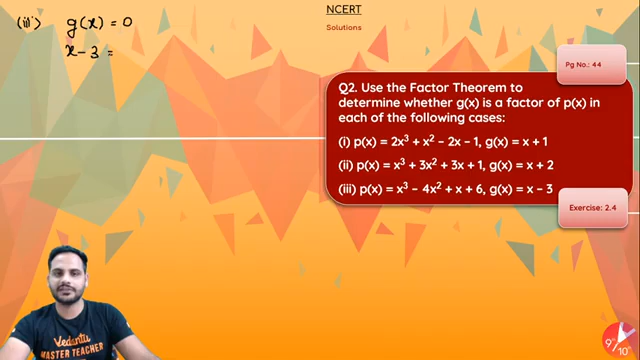 (iii) g(x) = 0
x - 3 =
NCERT
Solutions
Pg No.: 44
Q2. Use the Factor Theorem to
determine whether g(x) is a factor of p(x) in
each of the following cases:
(i) p(x) = 2x³ + x² - 2x - 1, g(x) = x + 1
(ii) p(x) = x³ + 3x² + 3x + 1, g(x) = x + 2
(iii) p(x) = x³ - 4x² + x + 6, g(x) = x - 3
Exercise: 2.4
Vedantu
MASTER TEACHER
9th 10th